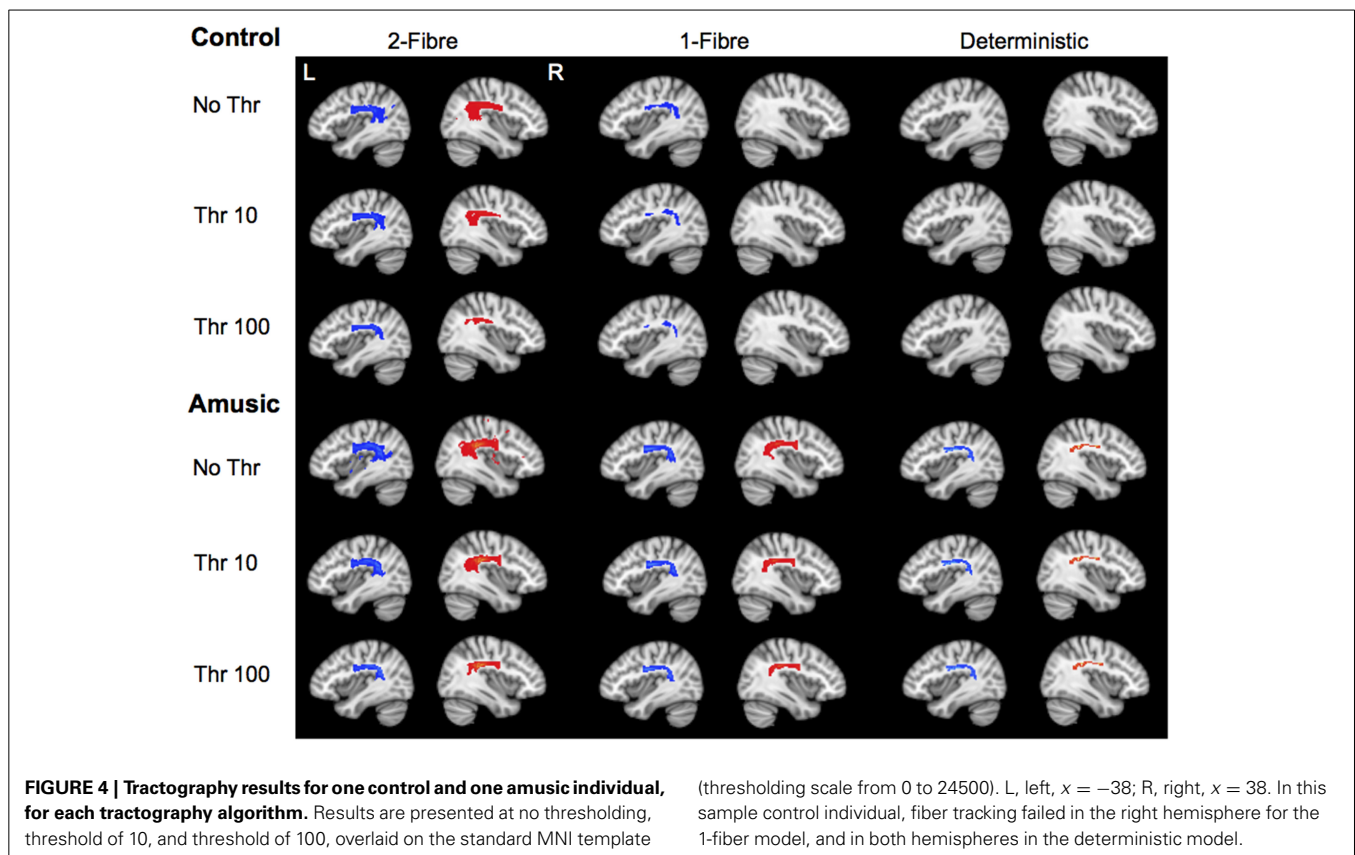 Control
2-Fibre 1-Fibre Deterministic
L R
No Thr
Thr 10
Thr 100
Amusic
No Thr
Thr 10
Thr 100
FIGURE 4 | Tractography results for one control and one amusic individual,
for each tractography algorithm. Results are presented at no thresholding,
threshold of 10, and threshold of 100, overlaid on the standard MNI template
(thresholding scale from 0 to 24500). L, left, x = −38; R, right, x = 38. In this
sample control individual, fiber tracking failed in the right hemisphere for the
1-fiber model, and in both hemispheres in the deterministic model.